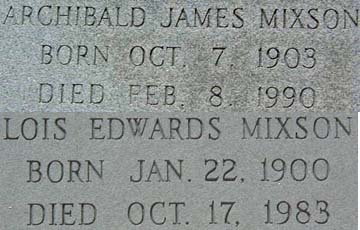 ARCHIBALD JAMES MIXSON
BORN OCT. 7, 1903
DIED FEB. 8, 1990
LOIS EDWARDS MIXSON
BORN JAN. 22, 1900
DIED OCT. 17, 1983